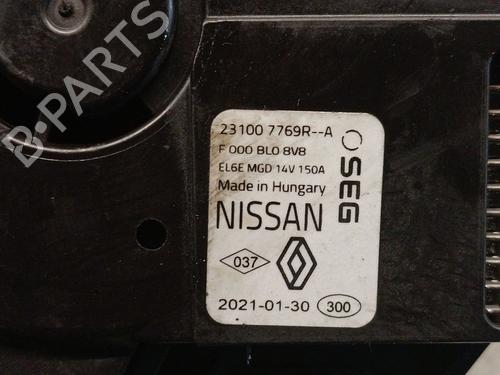 B-PARTS
23100 7769R--A
F 000 BL0 8V8
EL6E MGD 14V 150A
Made in Hungary
SEG
NISSAN
037
2021-01-30 300